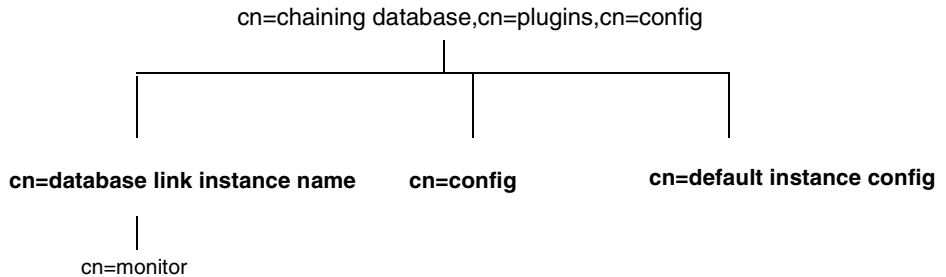 cn=chaining database,cn=plugins,cn=config
cn=database link instance name
cn=config
cn=default instance config
cn=monitor